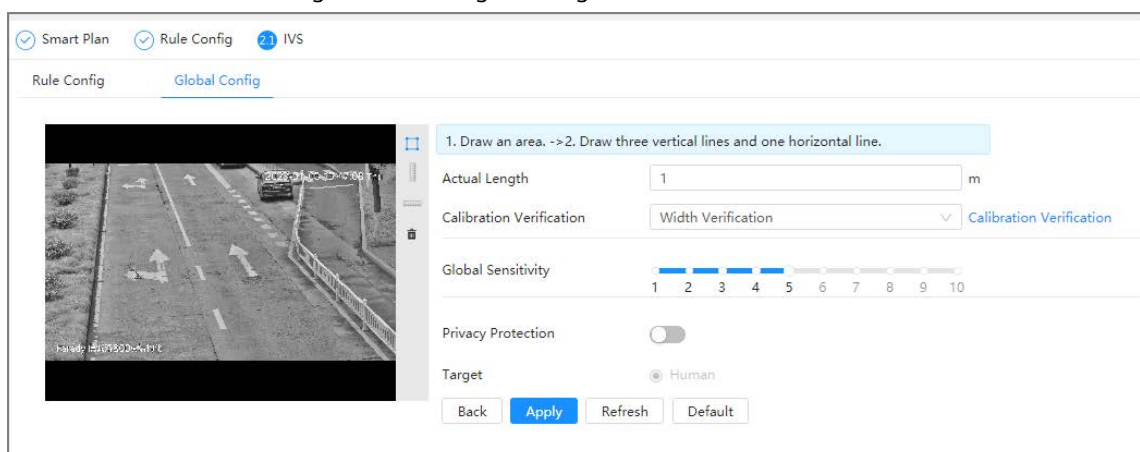 Smart Plan Rule Config 2.1 IVS
Rule Config Global Config
1. Draw an area. ->2. Draw three vertical lines and one horizontal line.
Actual Length 1 m
Calibration Verification Width Verification Calibration Verification
Global Sensitivity
1 2 3 4 5 6 7 8 9 10
Privacy Protection
Target Human
Back Apply Refresh Default